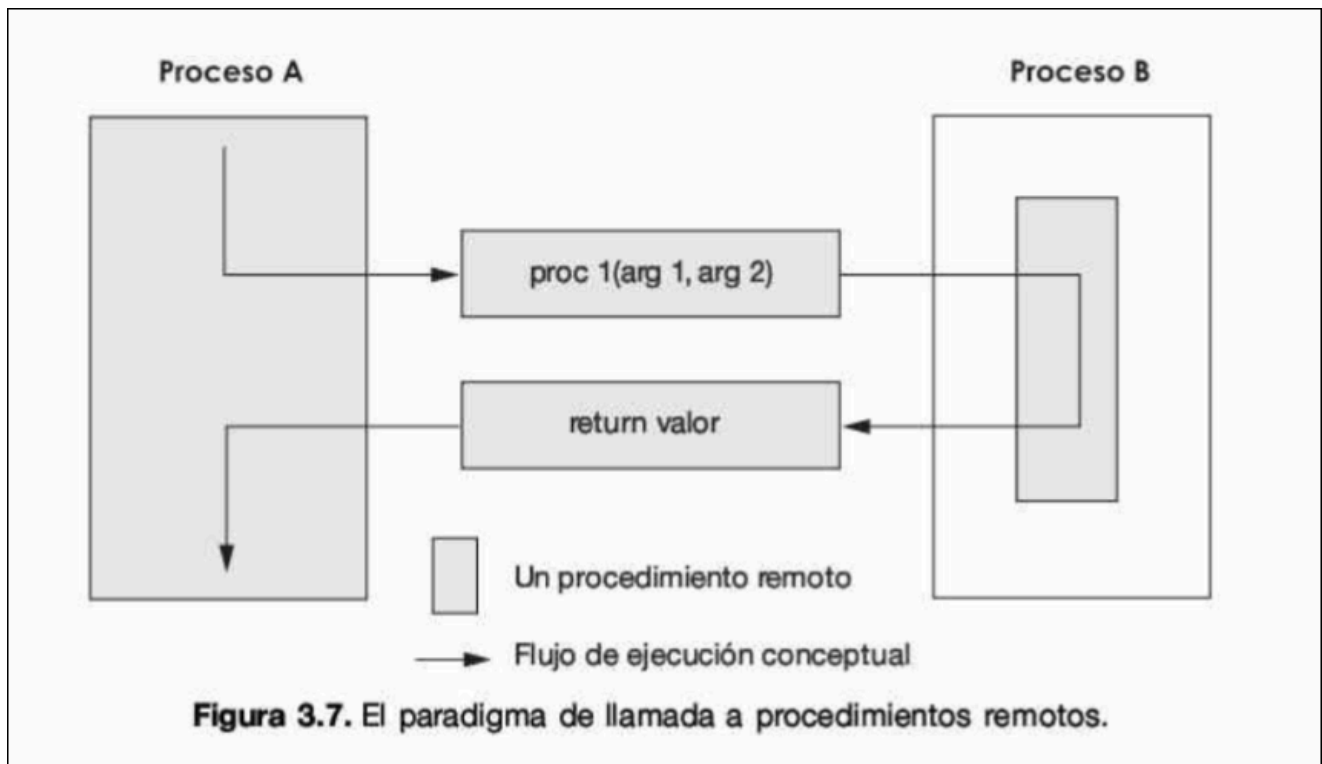 Proceso A
Proceso B
proc 1(arg 1, arg 2)
return valor
Un procedimiento remoto
Flujo de ejecución conceptual
Figura 3.7. El paradigma de llamada a procedimientos remotos.